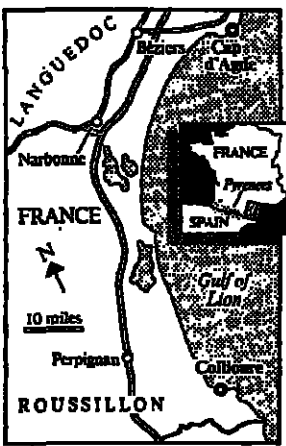 LANGUEDOC
Béziers
Cap
d'Agde
Narbonne
FRANCE
Pyrenees
SPAIN
FRANCE
N
Gulf of
Lion
10 miles
Perpignan
Collioure
ROUSSILLON